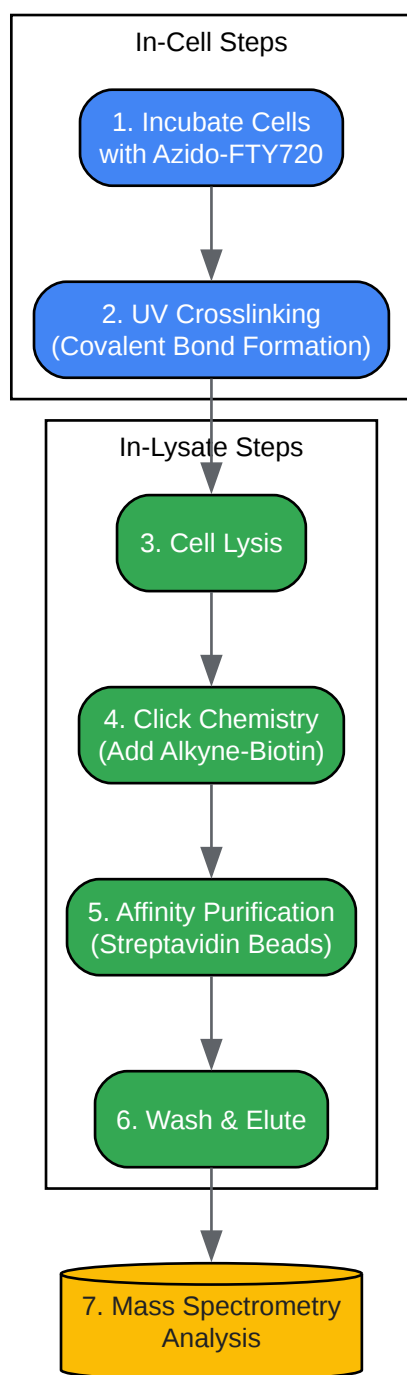 In-Cell Steps
1. Incubate Cells
with Azido-FTY720
2. UV Crosslinking
(Covalent Bond Formation)
In-Lysate Steps
3. Cell Lysis
4. Click Chemistry
(Add Alkyne-Biotin)
5. Affinity Purification
(Streptavidin Beads)
6. Wash & Elute
7. Mass Spectrometry
Analysis